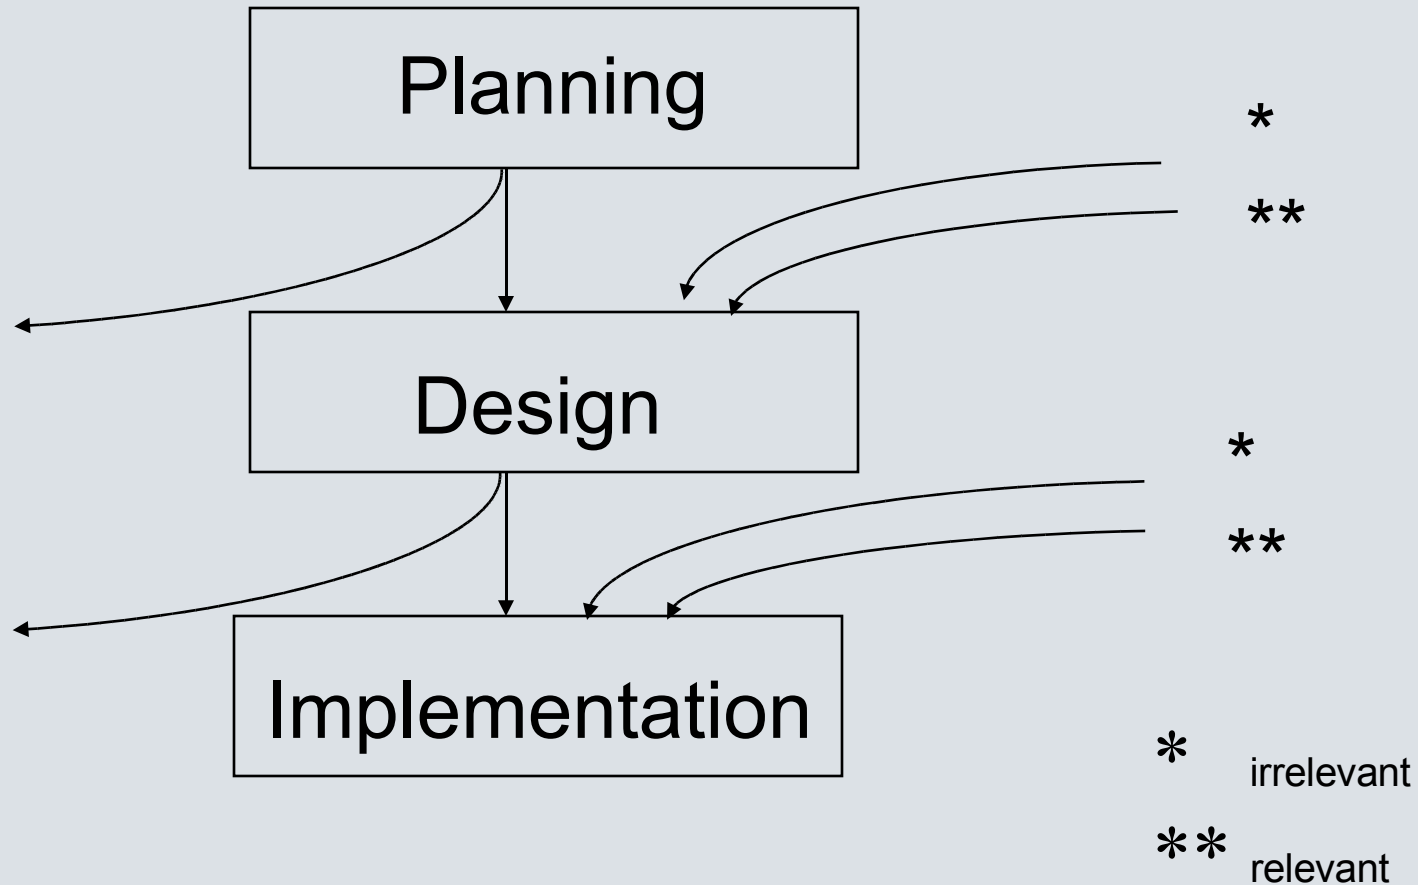 Planning
*
**
Design
*
**
Implementation
* irrelevant
** relevant